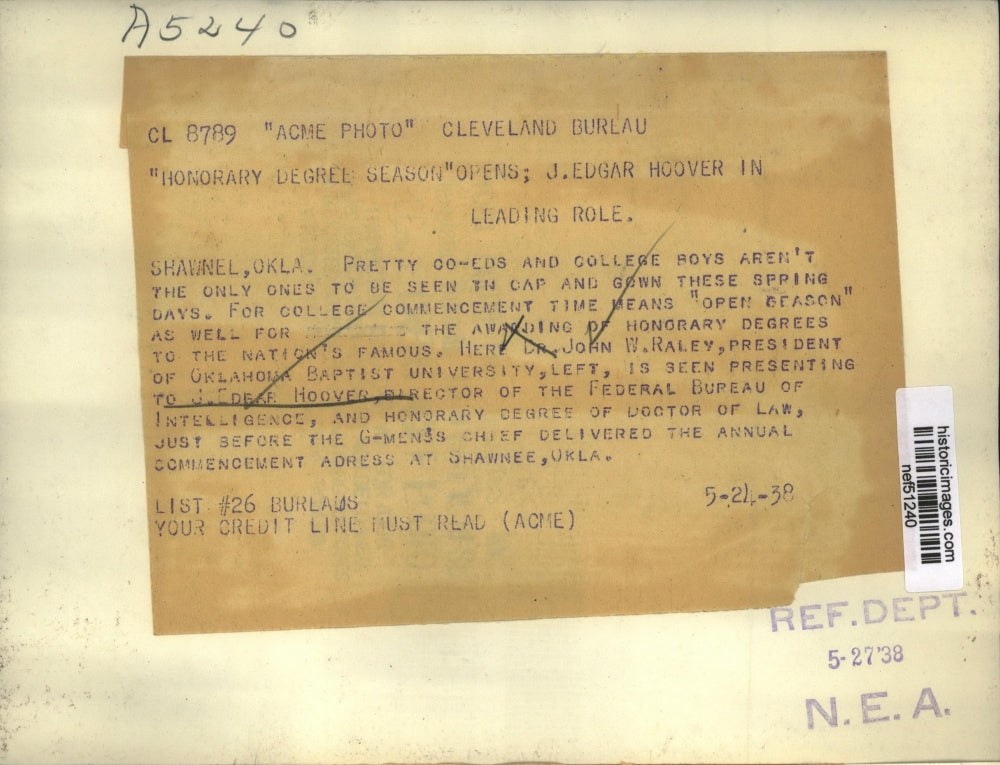 A5240
CL 8789 "ACME PHOTO" CLEVELAND BUREAU
"HONORARY DEGREE SEASON"OPENS; J.EDGAR HOOVER IN
LEADING ROLE.
SHAWNEL,OKLA. PRETTY CO-EDS AND COLLEGE BOYS AREN'T
THE ONLY ONES TO BE SEEN IN CAP AND GOWN THESE SPRING
DAYS. FOR COLLEGE COMMENCEMENT TIME MEANS "OPEN SEASON"
AS WELL FOR THE AWARDING OF HONORARY DEGREES
TO THE NATION'S FAMOUS. HERE DR.JOHN W.RALEY,PRESIDENT
OF OKLAHOMA BAPTIST UNIVERSITY,LEFT, IS SEEN PRESENTING
TO J.EDGAR HOOVER,DIRECTOR OF THE FEDERAL BUREAU OF
INTELLIGENCE, AND HONORARY DEGREE OF DOCTOR OF LAW,
JUST BEFORE THE G-MEN'S CHIEF DELIVERED THE ANNUAL
COMMENCEMENT ADRESS AT SHAWNEE,OKLA.
LIST #26 BUREAUS 5-24-38
YOUR CREDIT LINE MUST READ (ACME)
historicimages.com
nef51240
REF.DEPT.
5-27'38
N.E.A.